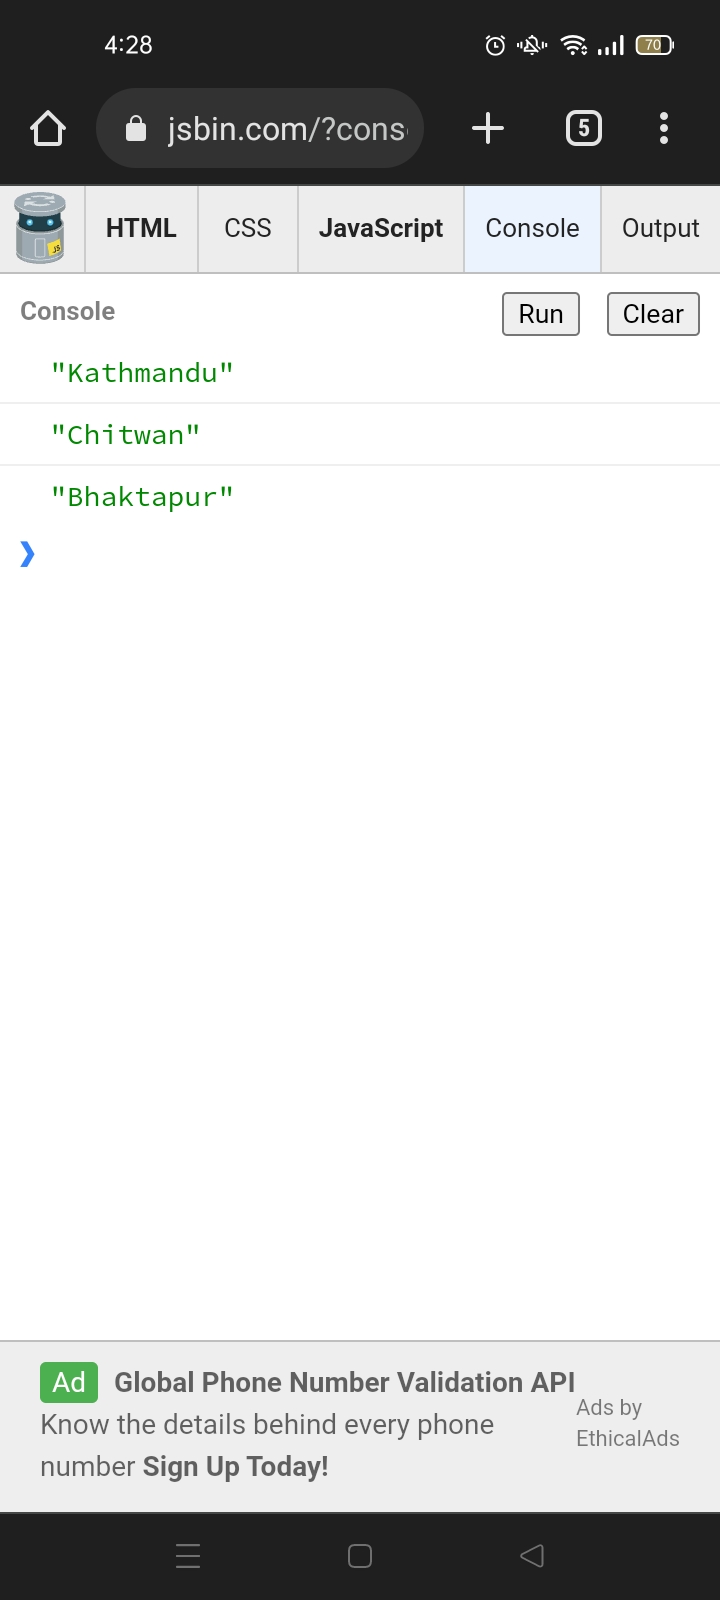 4:28
70
jsbin.com/?cons
5
HTML CSS JavaScript Console Output
Console Run Clear
"Kathmandu"
"Chitwan"
"Bhaktapur"
❯
Ad Global Phone Number Validation API
Know the details behind every phone
number Sign Up Today!
Ads by
EthicalAds